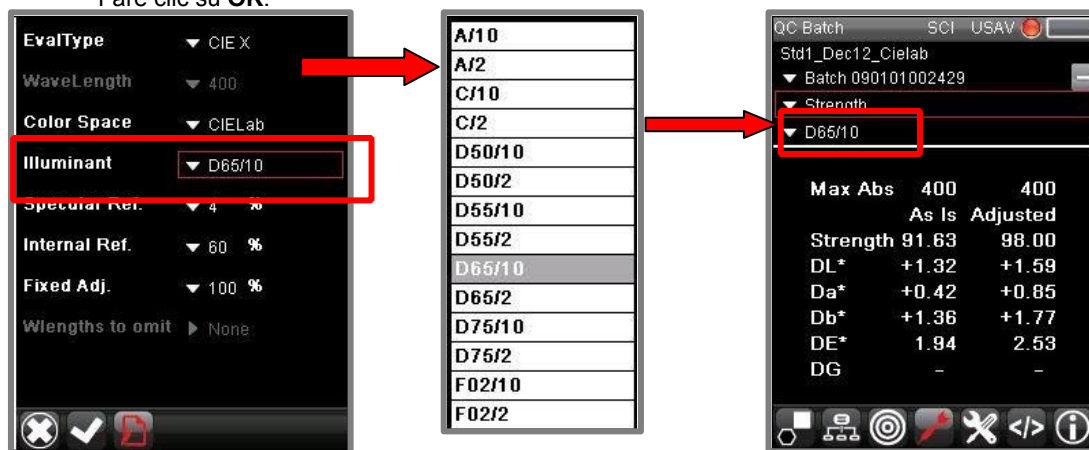 Fare clic su OK.
EvalType CIE X
WaveLength 400
Color Space CIELab
Illuminant D65/10
Specular Ref. 4 %
Internal Ref. 60 %
Fixed Adj. 100 %
Wlengths to omit None
A/10
A/2
C/10
C/2
D50/10
D50/2
D55/10
D55/2
D65/10
D65/2
D75/10
D75/2
F02/10
F02/2
QC Batch SCI USAV
Std1_Dec12_Cielab
Batch 090101002429
Strength
D65/10
Max Abs 400 400
As Is Adjusted
Strength 91.63 98.00
DL* +1.32 +1.59
Da* +0.42 +0.85
Db* +1.36 +1.77
DE* 1.94 2.53
DG - -